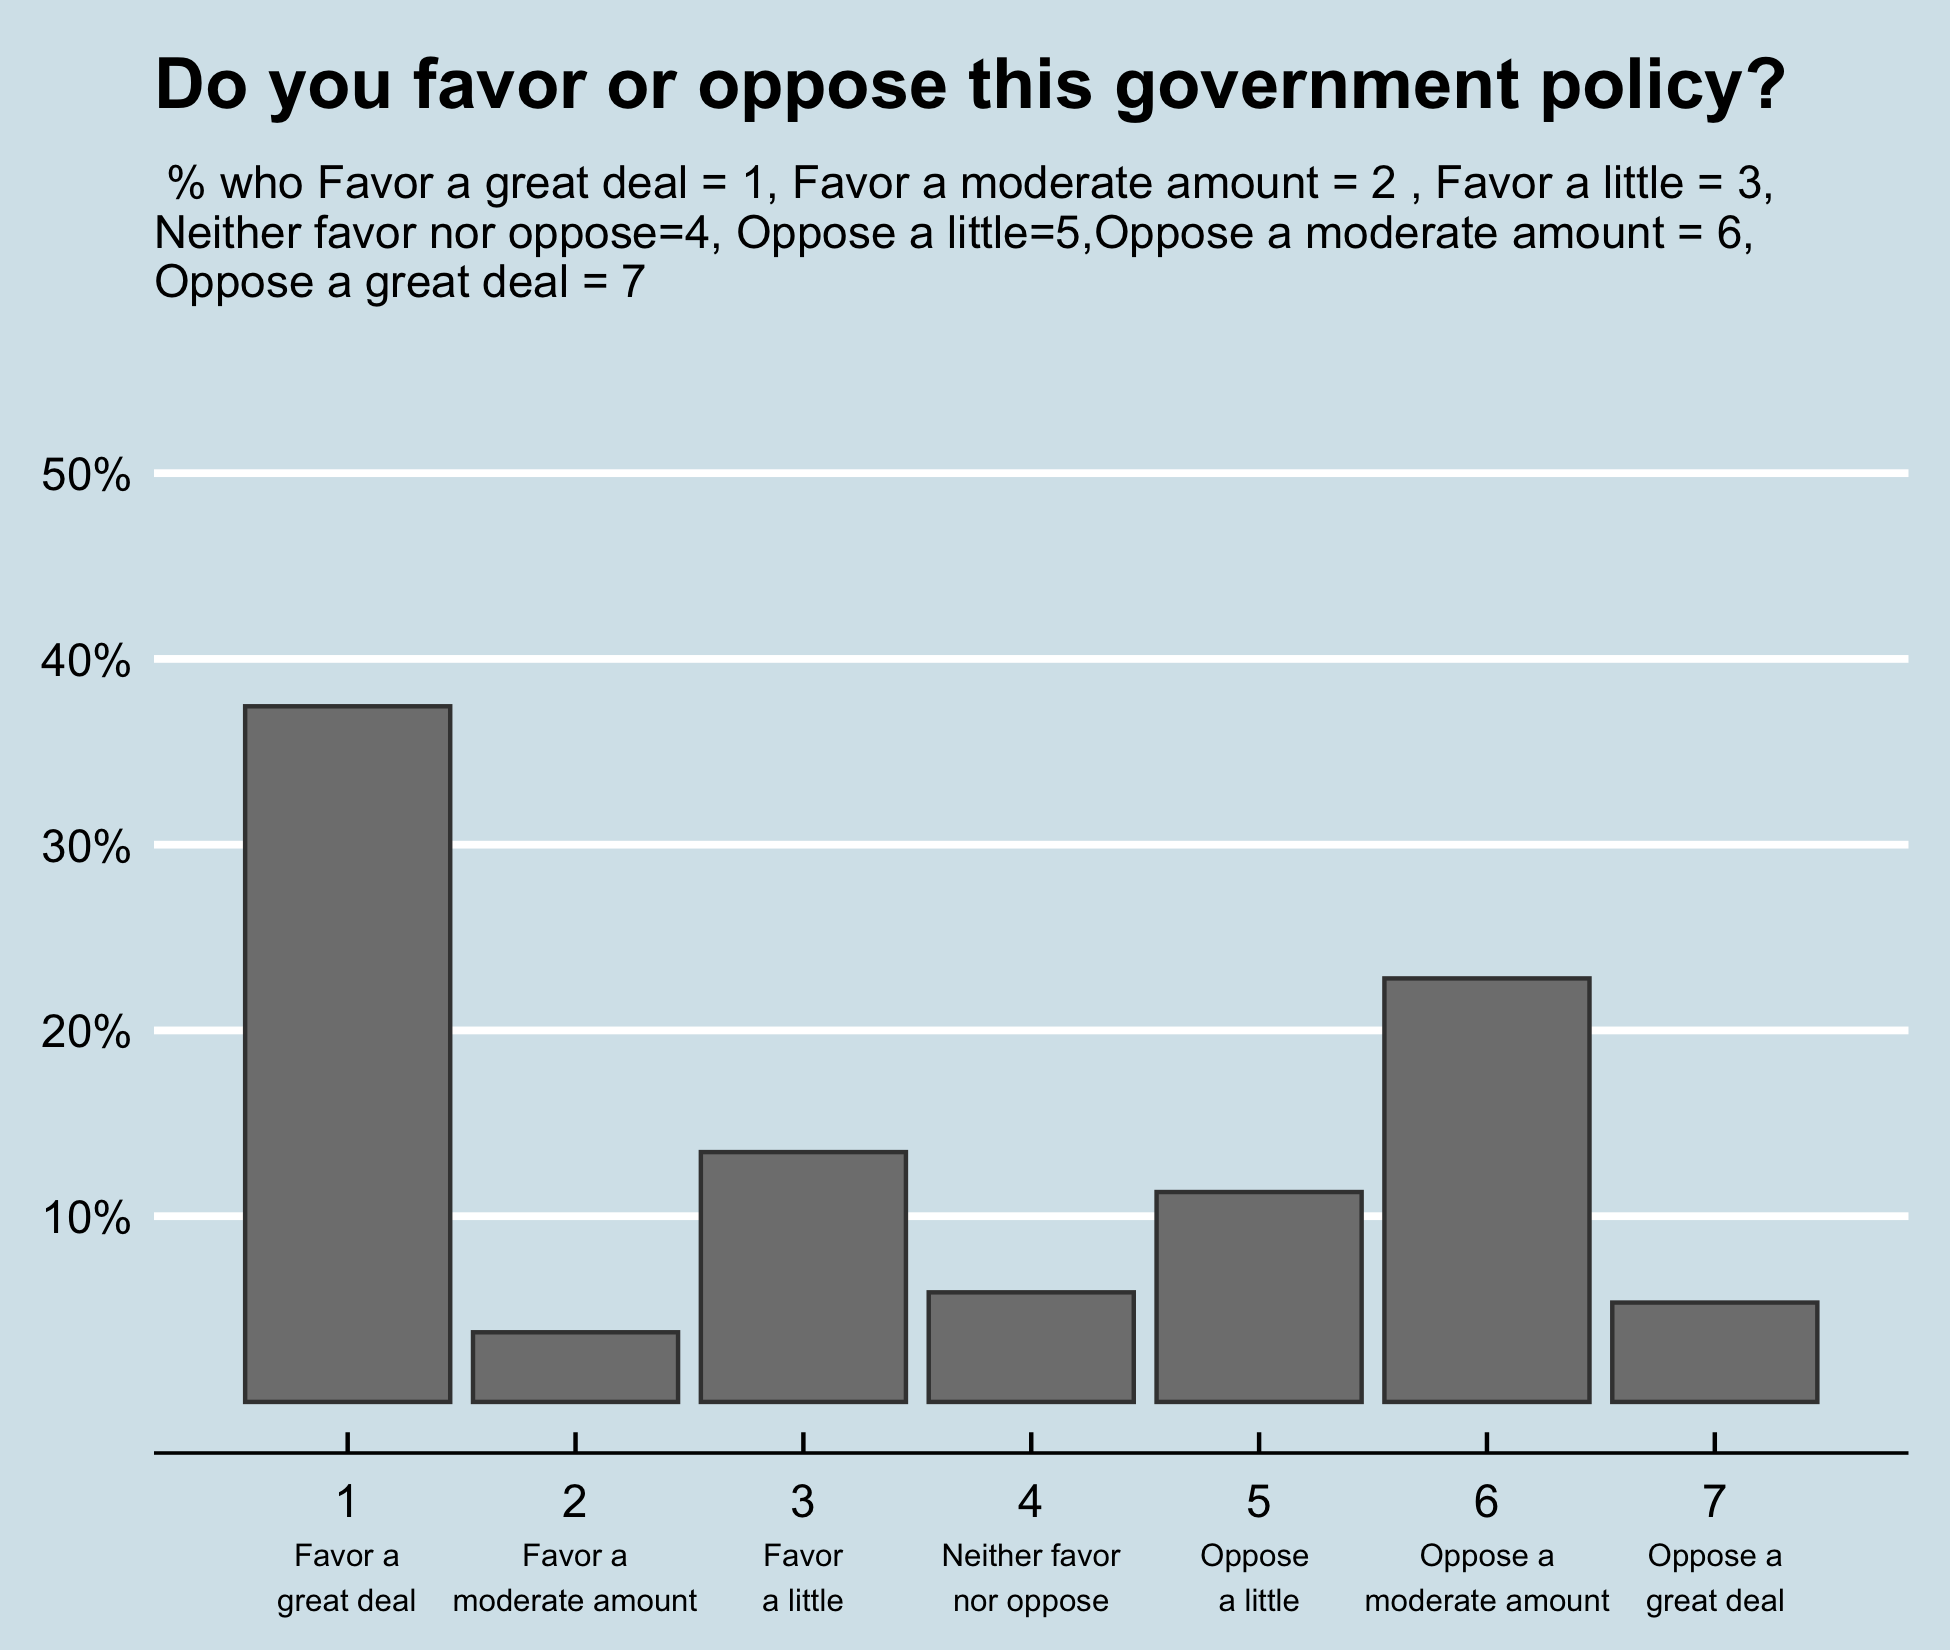 Do you favor or oppose this government policy?
% who Favor a great deal = 1, Favor a moderate amount = 2 , Favor a little = 3,
Neither favor nor oppose=4, Oppose a little=5,Oppose a moderate amount = 6,
Oppose a great deal = 7
50%
40%
30%
20%
10%
1 2 3 4 5 6 7
Favor a Favor a Favor Neither favor Oppose Oppose a Oppose a
great deal moderate amount a little nor oppose a little moderate amount great deal